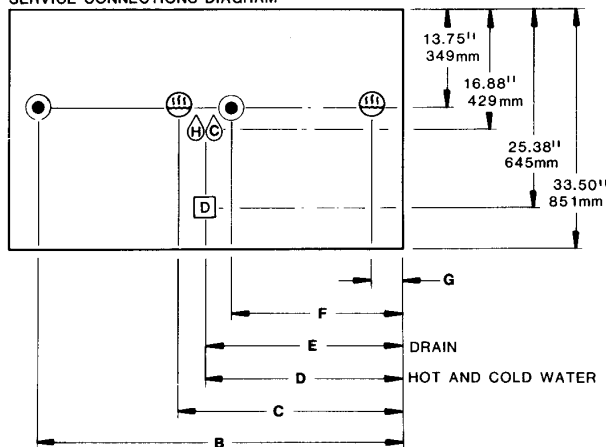 SERVICE CONNECTIONS DIAGRAM
13.75"
349mm
16.88"
429mm
25.38"
645mm
33.50"
851mm
H C
D
G
F
E DRAIN
D HOT AND COLD WATER
C
B